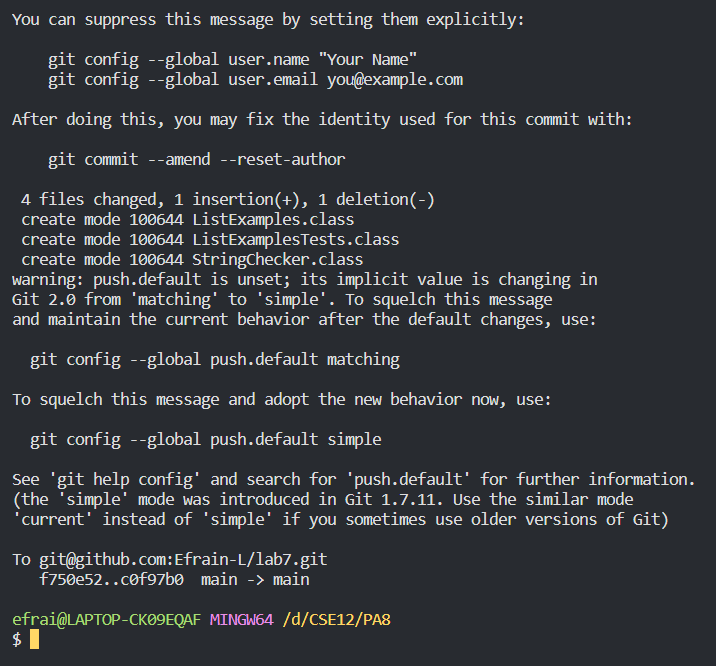 You can suppress this message by setting them explicitly:

    git config --global user.name "Your Name"
    git config --global user.email you@example.com

After doing this, you may fix the identity used for this commit with:

    git commit --amend --reset-author

 4 files changed, 1 insertion(+), 1 deletion(-)
 create mode 100644 ListExamples.class
 create mode 100644 ListExamplesTests.class
 create mode 100644 StringChecker.class
warning: push.default is unset; its implicit value is changing in
Git 2.0 from 'matching' to 'simple'. To squelch this message
and maintain the current behavior after the default changes, use:

  git config --global push.default matching

To squelch this message and adopt the new behavior now, use:

  git config --global push.default simple

See 'git help config' and search for 'push.default' for further information.
(the 'simple' mode was introduced in Git 1.7.11. Use the similar mode
'current' instead of 'simple' if you sometimes use older versions of Git)

To git@github.com:Efrain-L/lab7.git
   f750e52..c0f97b0  main -> main

efrai@LAPTOP-CK09EQAF MINGW64 /d/CSE12/PA8
$